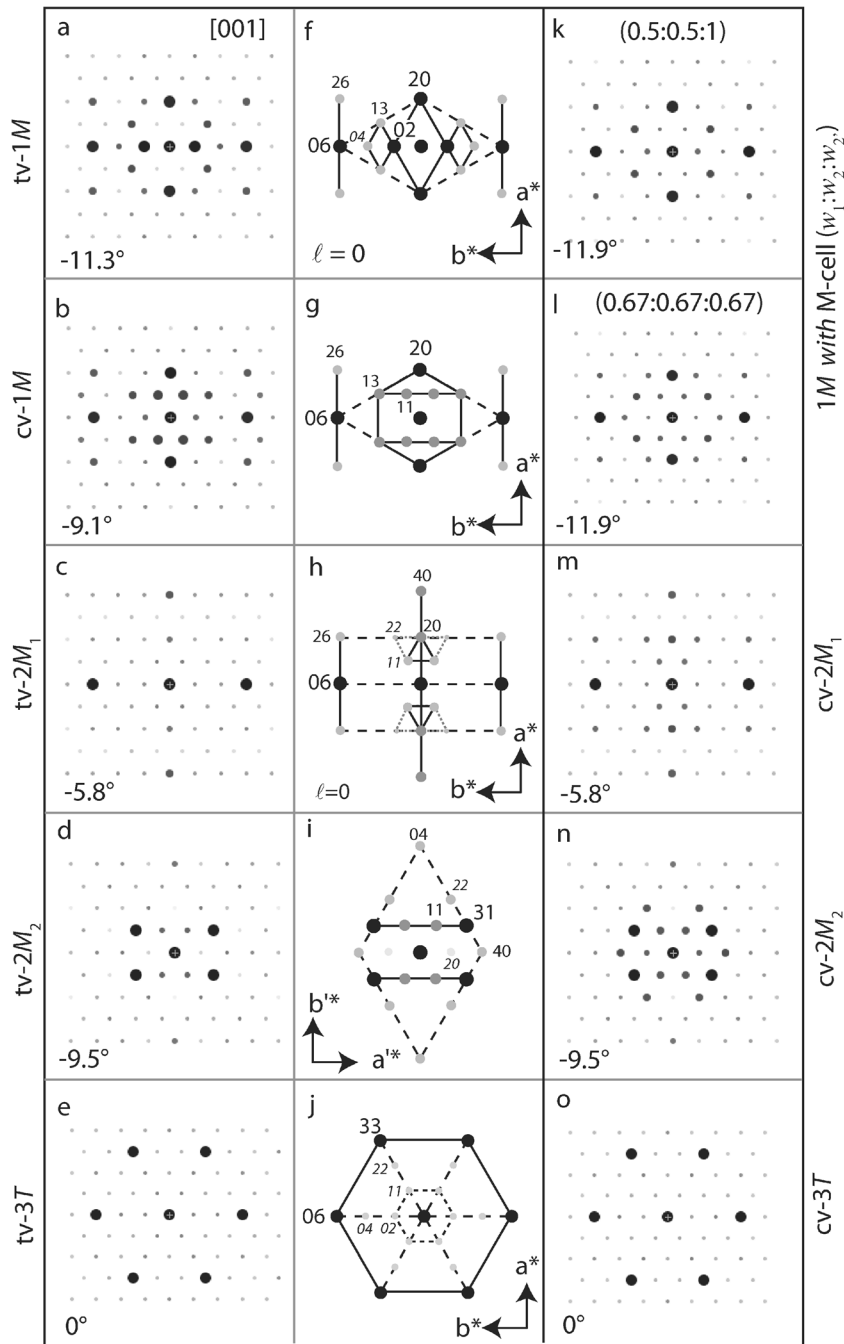 a
[001]
-11.3°
tv-1M
f
20
26
13
04
02
06
a*
b*
ℓ = 0
k
(0.5:0.5:1)
-11.9°
1M with M-cell (w₁:w₂:w₂')
b
-9.1°
cv-1M
g
20
26
13
11
06
a*
b*
l
(0.67:0.67:0.67)
-11.9°
c
-5.8°
tv-2M₁
h
40
22
20
26
11
06
a*
b*
ℓ=0
m
-5.8°
cv-2M₁
d
-9.5°
tv-2M₂
i
04
22
11
31
40
20
b'*
a'*
n
-9.5°
cv-2M₂
e
0°
tv-3T
j
33
22
11
06
04
02
a*
b*
o
0°
cv-3T